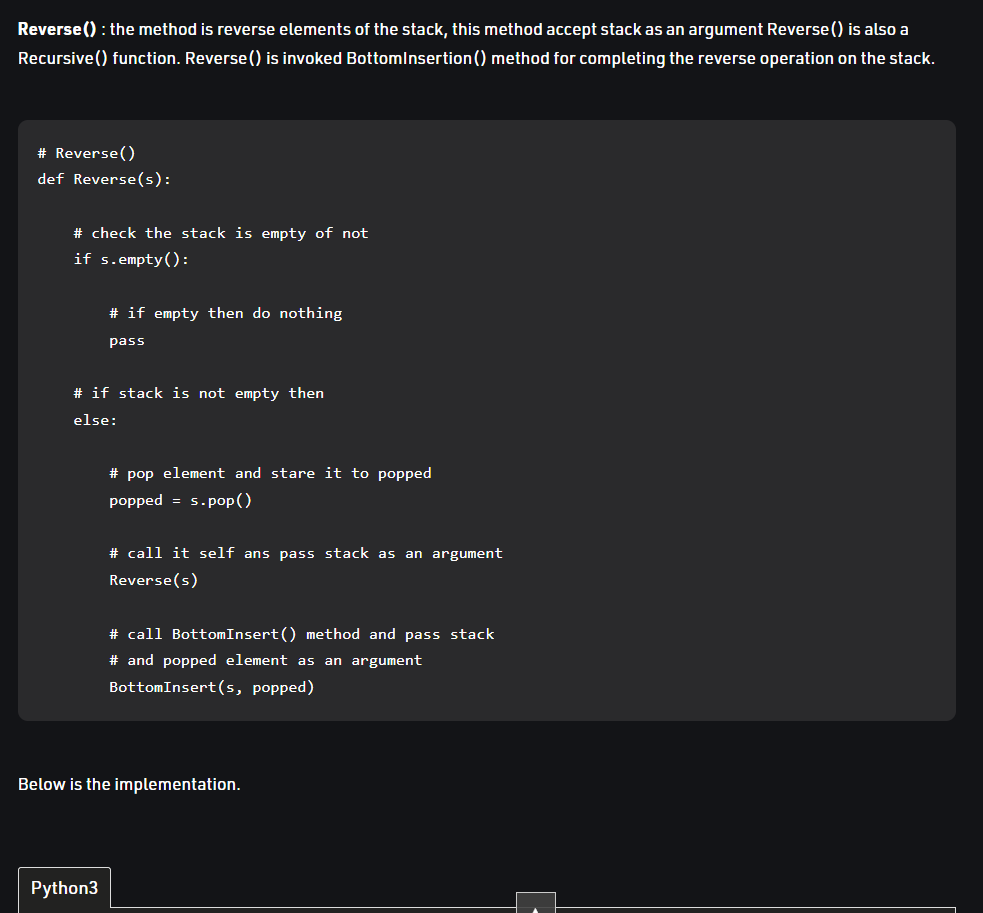 Reverse() : the method is reverse elements of the stack, this method accept stack as an argument Reverse() is also a
Recursive() function. Reverse() is invoked BottomInsertion() method for completing the reverse operation on the stack.
# Reverse()
def Reverse(s):
# check the stack is empty of not
if s.empty():
# if empty then do nothing
pass
# if stack is not empty then
else:
# pop element and stare it to popped
popped = s.pop()
# call it self ans pass stack as an argument
Reverse(s)
# call BottomInsert() method and pass stack
# and popped element as an argument
BottomInsert(s, popped)
Below is the implementation.
Python3